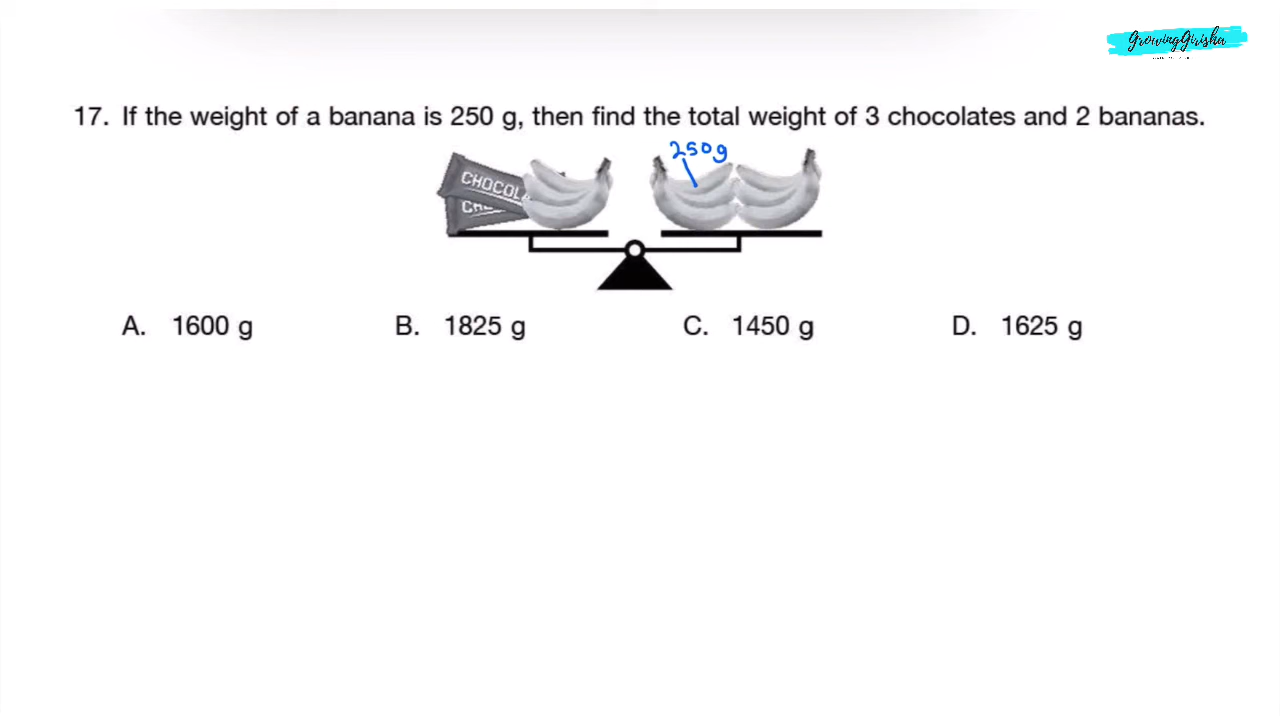 GrowingGirisha
17. If the weight of a banana is 250 g, then find the total weight of 3 chocolates and 2 bananas.
250g
CHOCOLA
A. 1600 g B. 1825 g C. 1450 g D. 1625 g